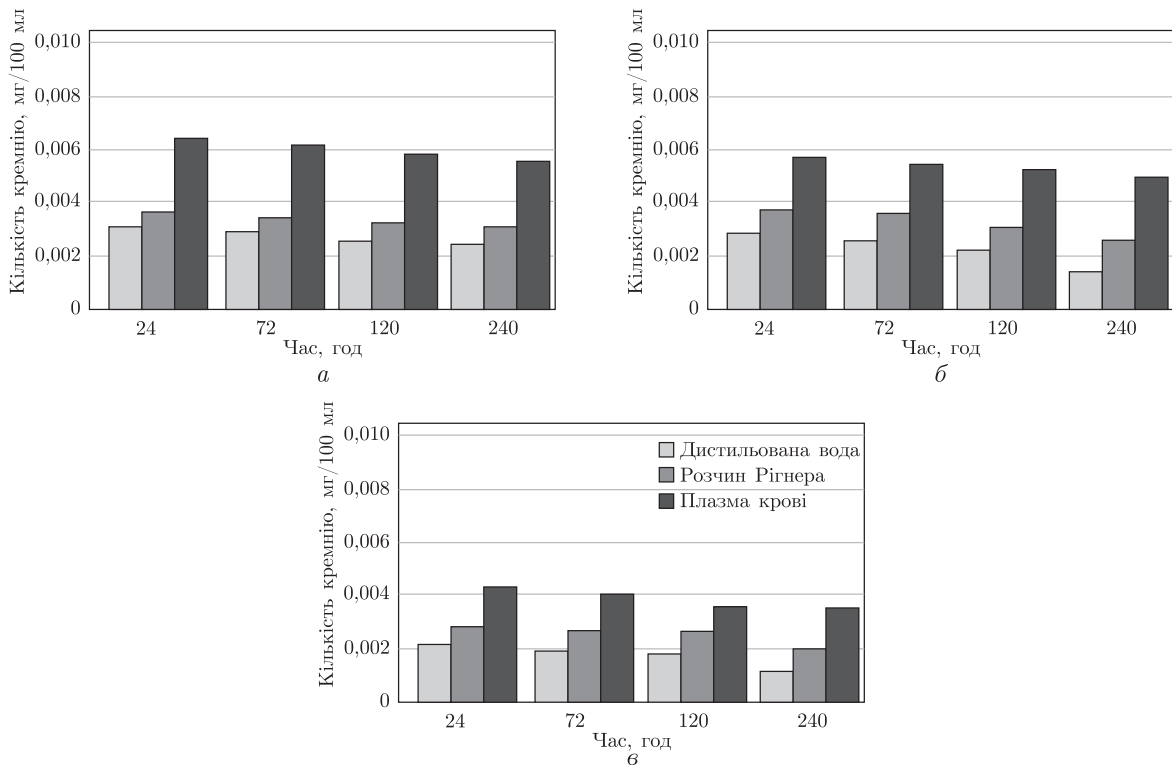 Кількість кремнію, мг/100 мл
0,010
0,008
0,006
0,004
0,002
0
24 72 120 240
Час, год
а
Кількість кремнію, мг/100 мл
0,010
0,008
0,006
0,004
0,002
0
24 72 120 240
Час, год
б
Кількість кремнію, мг/100 мл
0,010
0,008
0,006
0,004
0,002
0
Дистильована вода
Розчин Рігнера
Плазма крові
24 72 120 240
Час, год
в